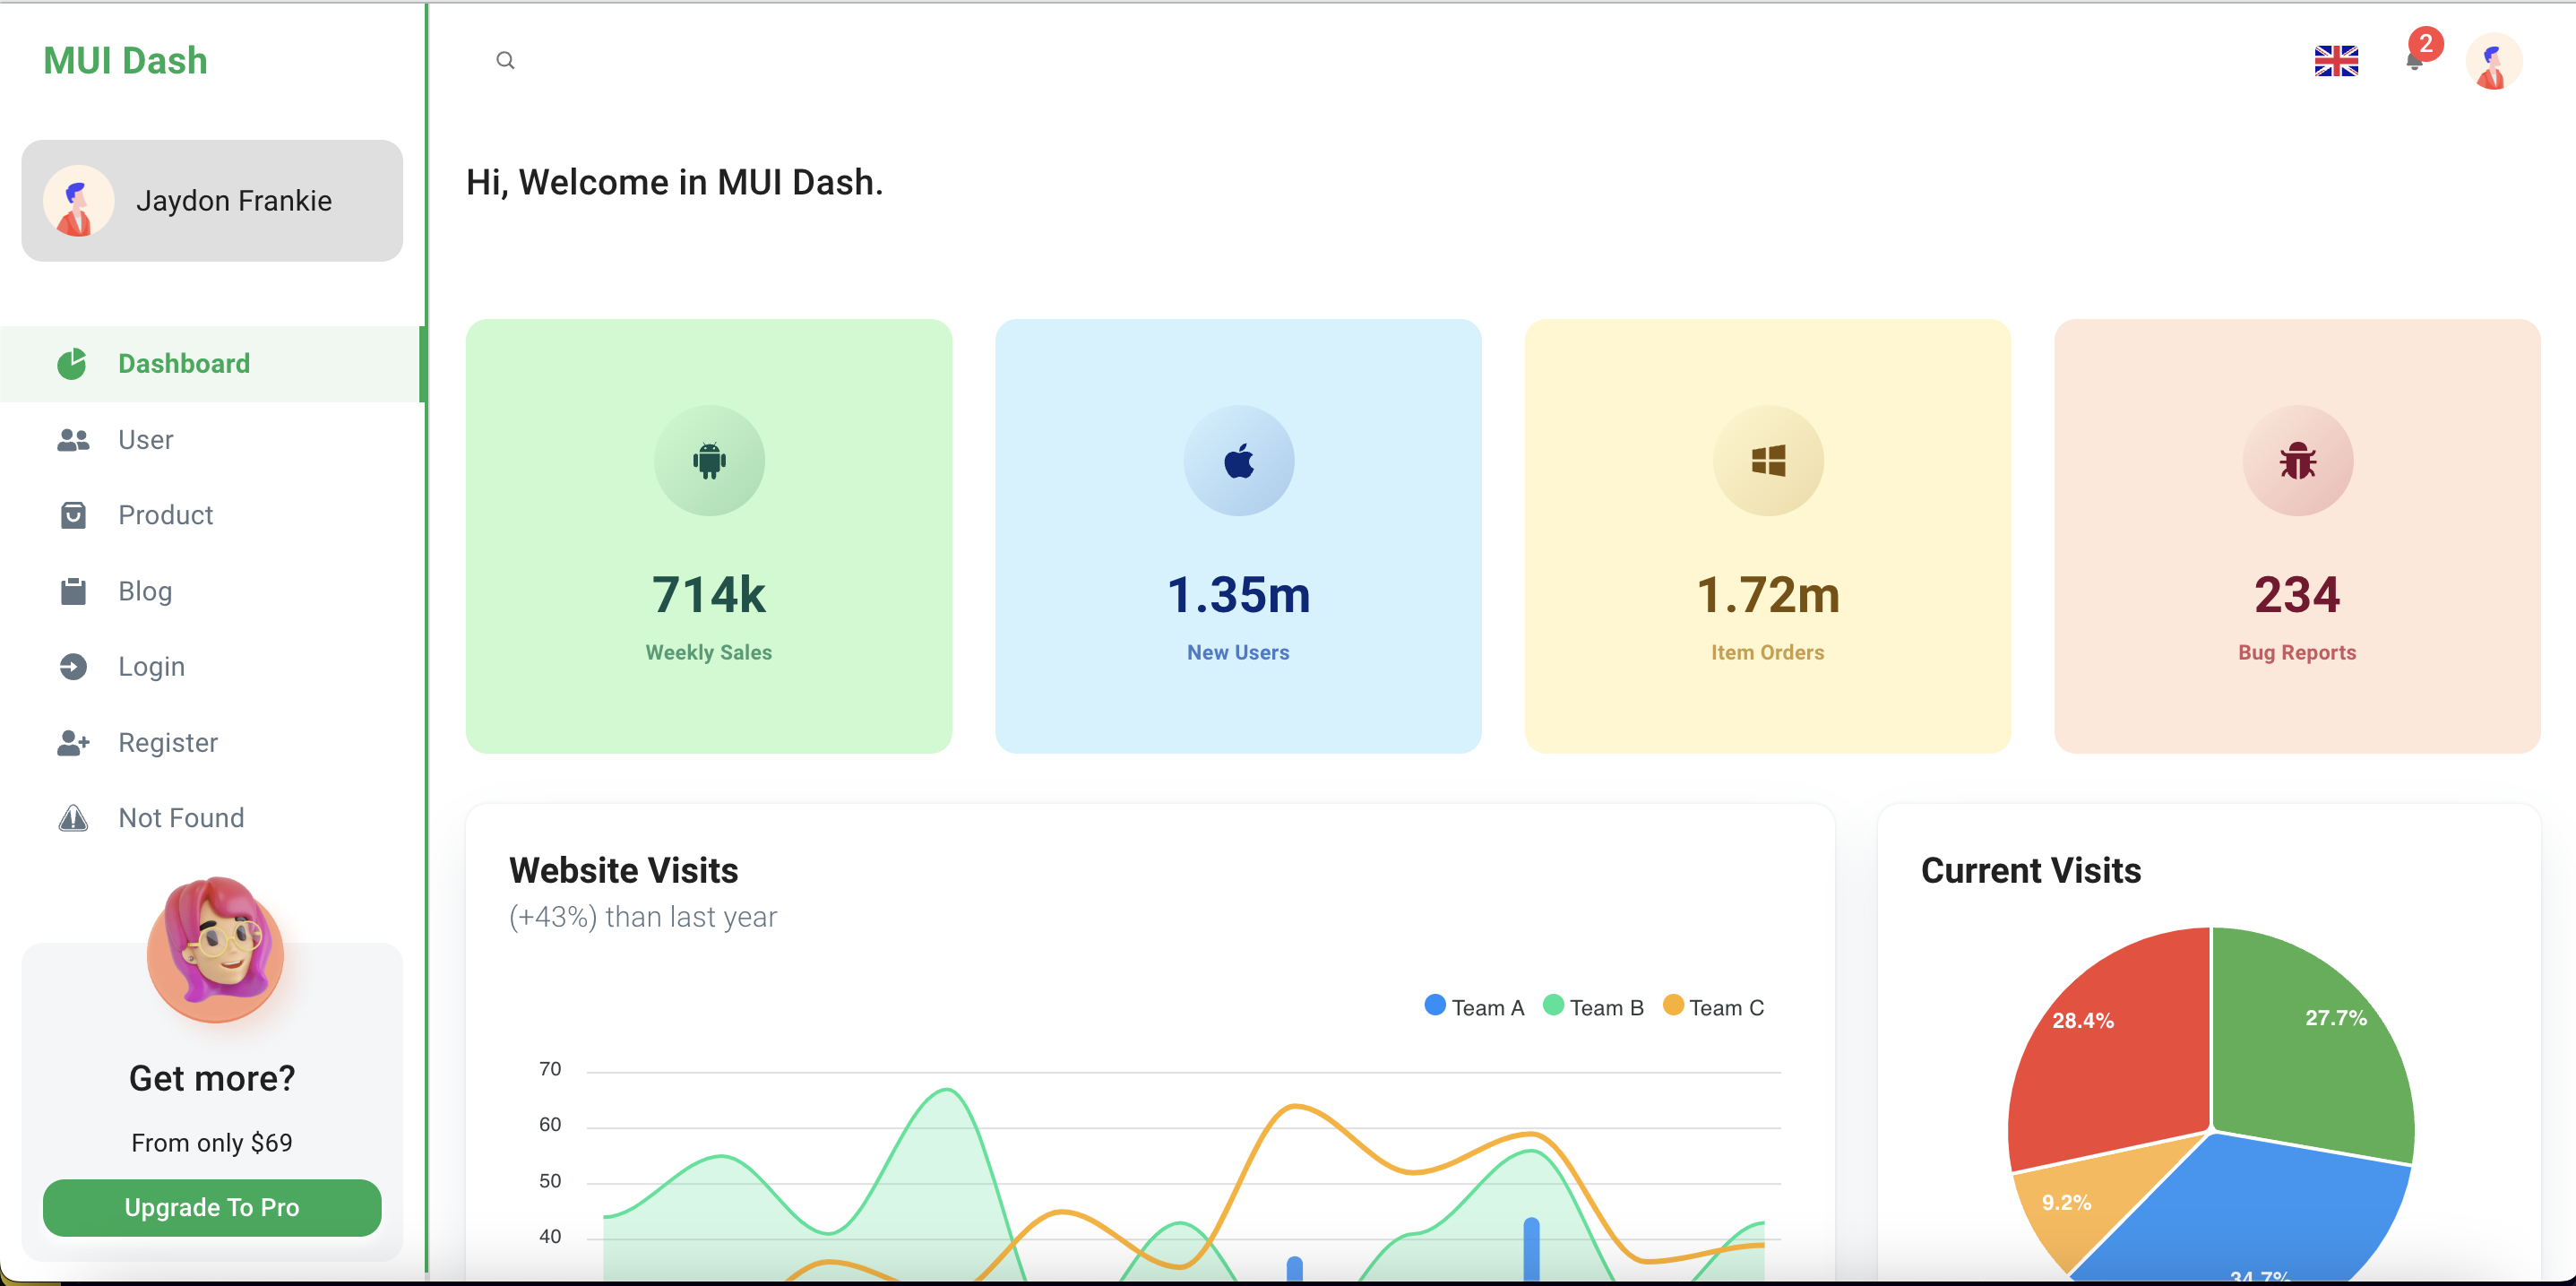 MUI Dash
2
Jaydon Frankie
Hi, Welcome in MUI Dash.
Dashboard
User
Product
Blog
Login
Register
Not Found
714k
Weekly Sales
1.35m
New Users
1.72m
Item Orders
234
Bug Reports
Get more?
From only $69
Upgrade To Pro
Website Visits
(+43%) than last year
Team A Team B Team C
70
60
50
40
Current Visits
28.4%
27.7%
9.2%
34.7%